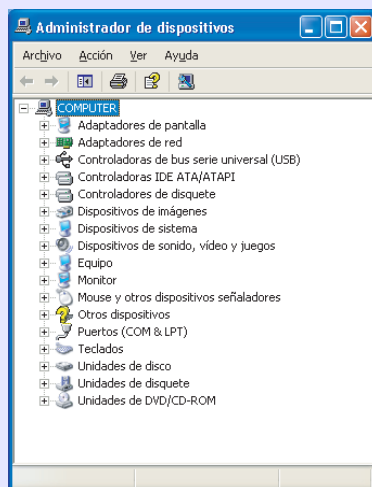 Administrador de dispositivos
Archivo Acción Ver Ayuda
COMPUTER
Adaptadores de pantalla
Adaptadores de red
Controladoras de bus serie universal (USB)
Controladoras IDE ATA/ATAPI
Controladores de disquete
Dispositivos de imágenes
Dispositivos de sistema
Dispositivos de sonido, vídeo y juegos
Equipo
Monitor
Mouse y otros dispositivos señaladores
Otros dispositivos
Puertos (COM & LPT)
Teclados
Unidades de disco
Unidades de disquete
Unidades de DVD/CD-ROM